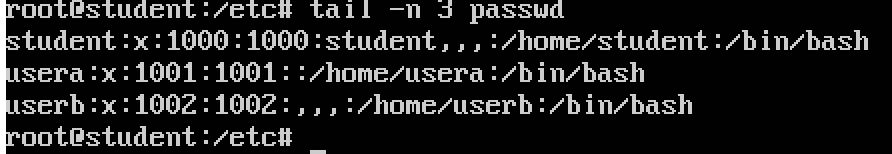 root@student:/etc# tail -n 3 passwd
student:x:1000:1000:student,,,:/home/student:/bin/bash
usera:x:1001:1001::/home/usera:/bin/bash
userb:x:1002:1002:,,,:/home/userb:/bin/bash
root@student:/etc#